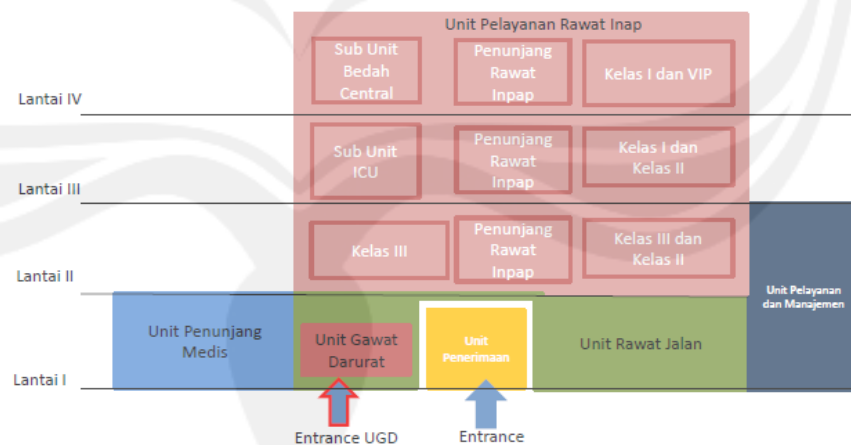 Unit Pelayanan Rawat Inap
Sub Unit
Bedah
Central
Penunjang
Rawat
Inpap
Kelas I dan VIP
Lantai IV
Sub Unit
ICU
Penunjang
Rawat
Inpap
Kelas I dan
Kelas II
Lantai III
Kelas III
Penunjang
Rawat
Inpap
Kelas III dan
Kelas II
Lantai II
Unit Pelayanan
dan Manajemen
Unit Penunjang
Medis
Unit Gawat
Darurat
Unit
Penerimaan
Unit Rawat Jalan
Lantai I
Entrance UGD
Entrance